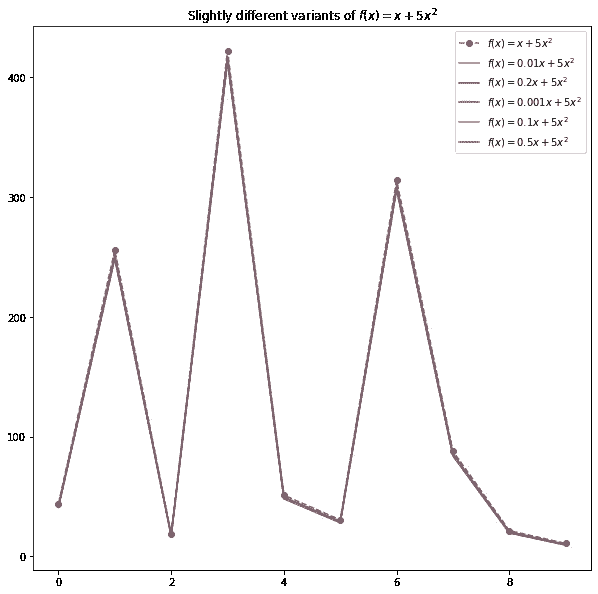 Slightly different variants of f(x) = x + 5x²
f(x) = x + 5x²
f(x) = 0.01x + 5x²
f(x) = 0.2x + 5x²
f(x) = 0.001x + 5x²
f(x) = 0.1x + 5x²
f(x) = 0.5x + 5x²
400
300
200
100
0
0 2 4 6 8